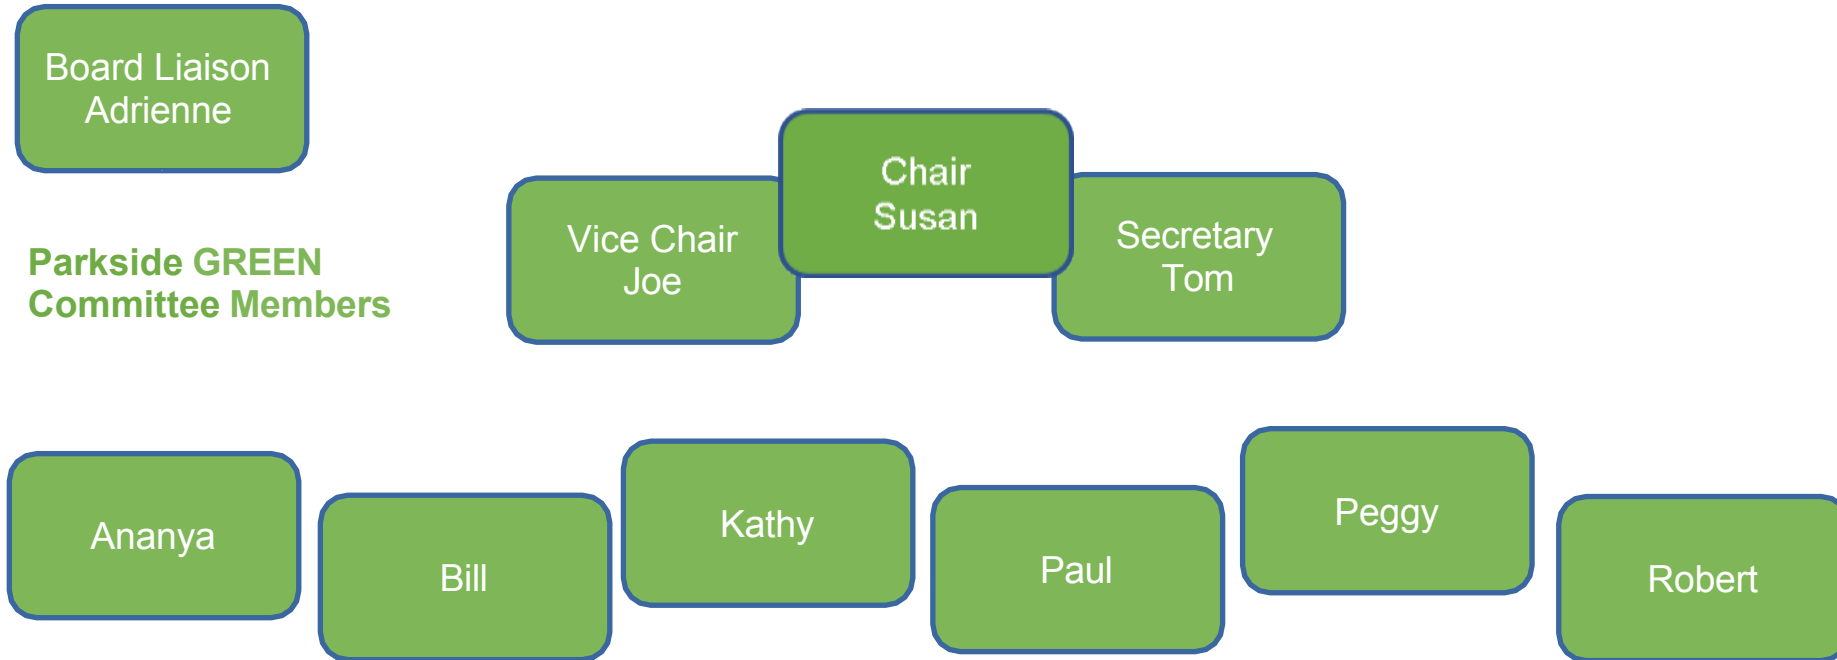 Board Liaison
Adrienne
Chair
Susan
Vice Chair
Joe
Secretary
Tom
Parkside GREEN
Committee Members
Ananya
Bill
Kathy
Paul
Peggy
Robert